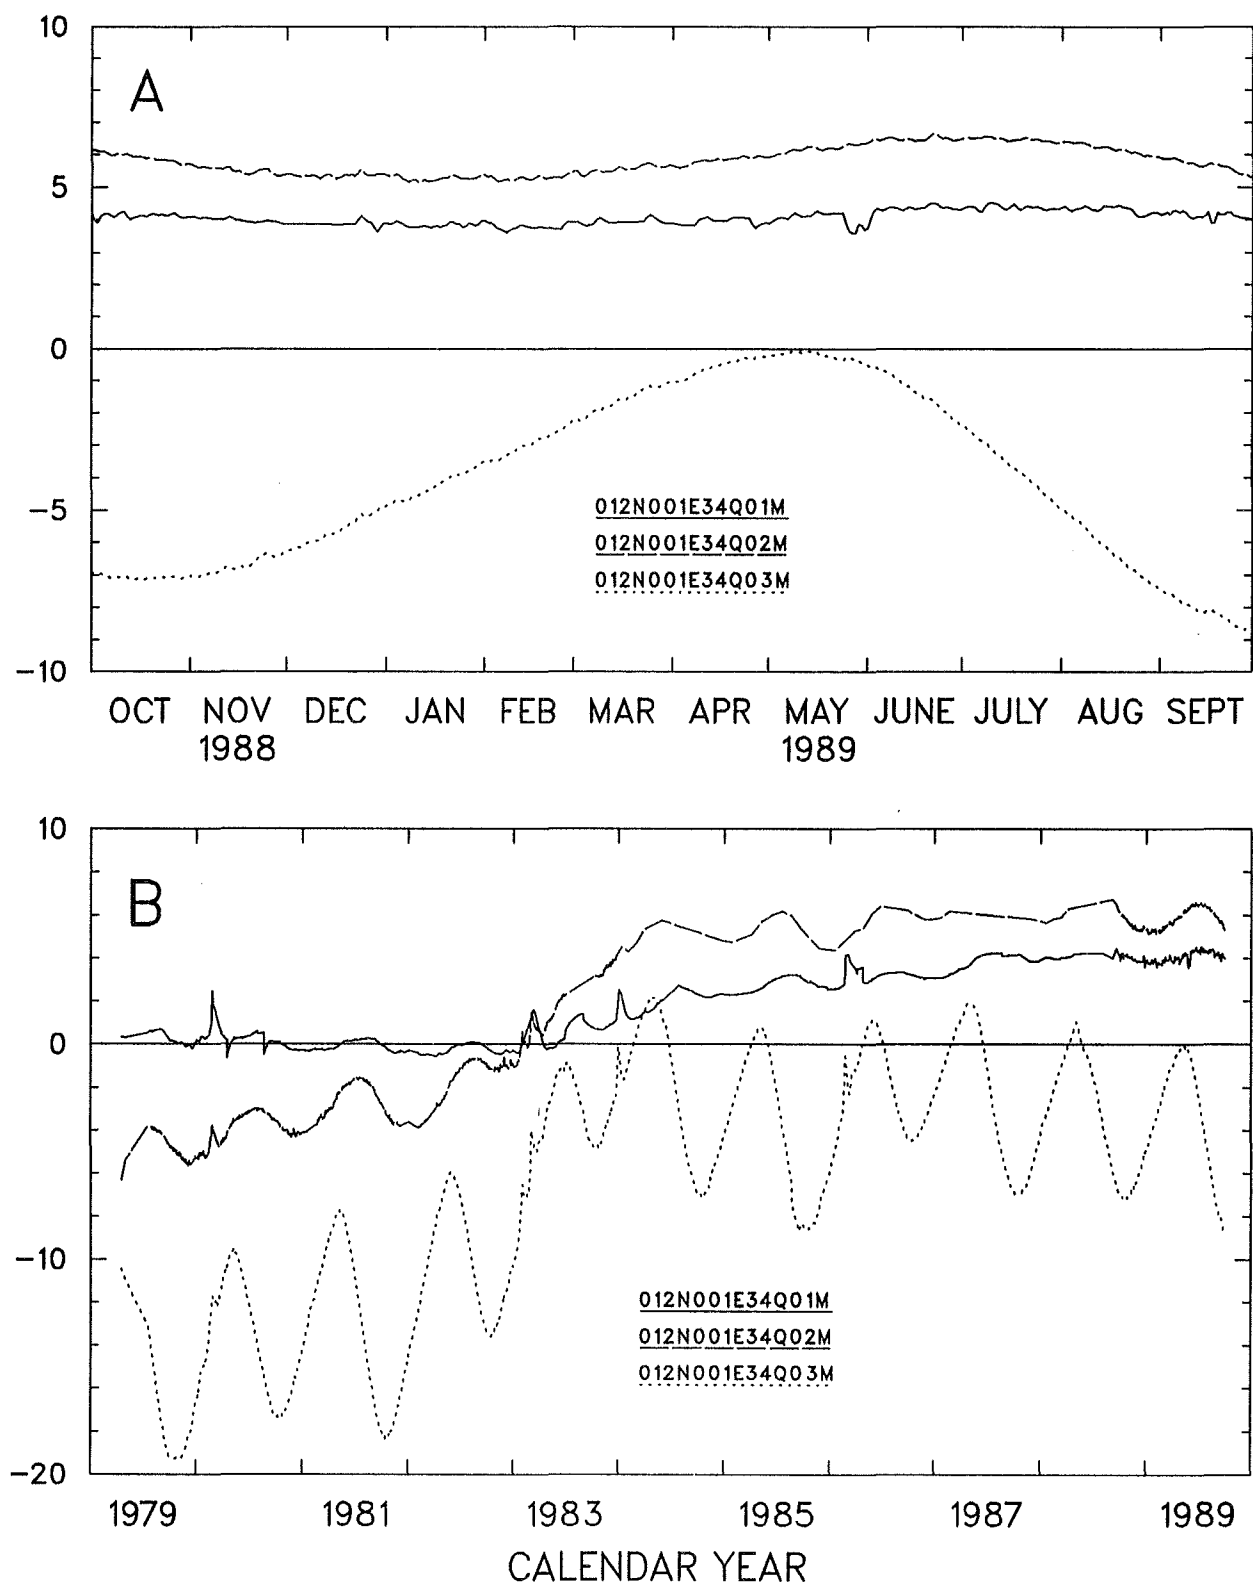 10
A
5
0
-5
-10
012N001E34Q01M
012N001E34Q02M
012N001E34Q03M
OCT NOV DEC JAN FEB MAR APR MAY JUNE JULY AUG SEPT
1988 1989
10
B
0
-10
-20
012N001E34Q01M
012N001E34Q02M
012N001E34Q03M
1979 1981 1983 1985 1987 1989
CALENDAR YEAR